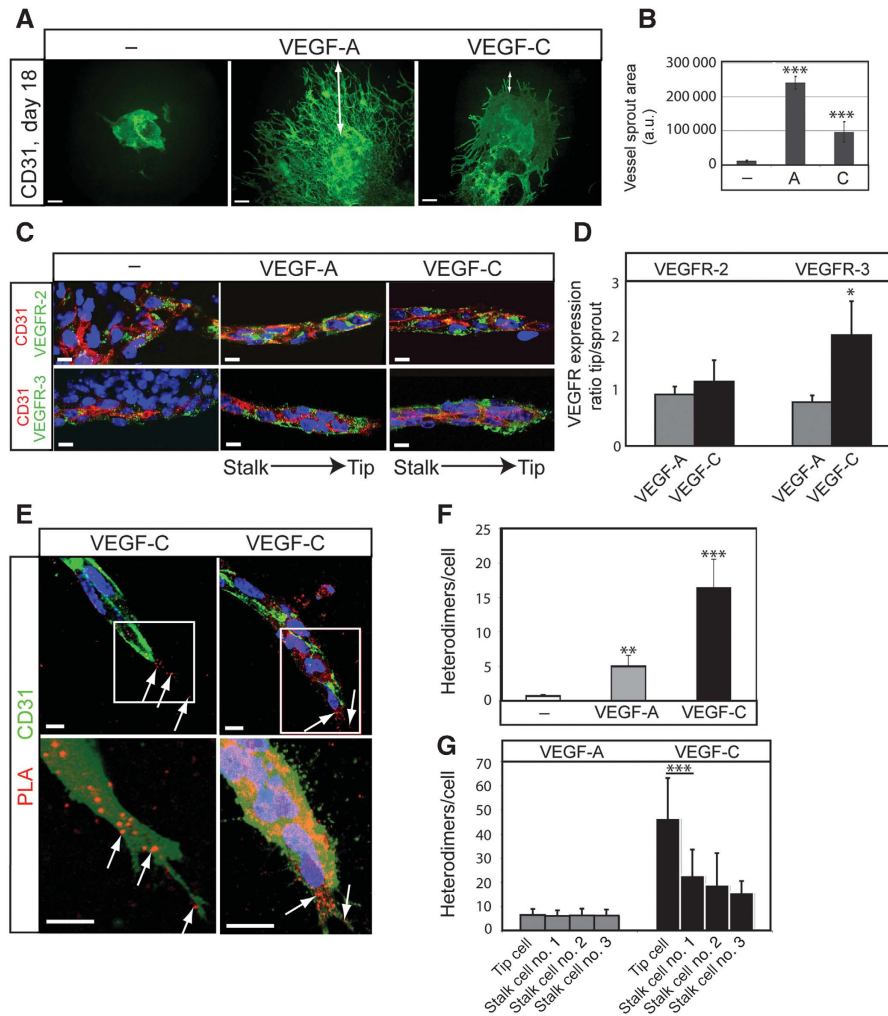 A
– VEGF-A VEGF-C
CD31, day 18
B
Vessel sprout area
(a.u.)
300 000
200 000
100 000
0
***
***
– A C
C
– VEGF-A VEGF-C
CD31
VEGFR-2
CD31
VEGFR-3
Stalk Tip Stalk Tip
D
VEGFR-2 VEGFR-3
VEGFR expression
ratio tip/sprout
3
2
1
0
*
VEGF-A
VEGF-C
VEGF-A
VEGF-C
E
VEGF-C VEGF-C
PLA CD31
F
Heterodimers/cell
25
20
15
10
5
0
**
***
– VEGF-A VEGF-C
G
VEGF-A VEGF-C
Heterodimers/cell
70
60
50
40
30
20
10
0
***
Tip cell
Stalk cell no. 1
Stalk cell no. 2
Stalk cell no. 3
Tip cell
Stalk cell no. 1
Stalk cell no. 2
Stalk cell no. 3